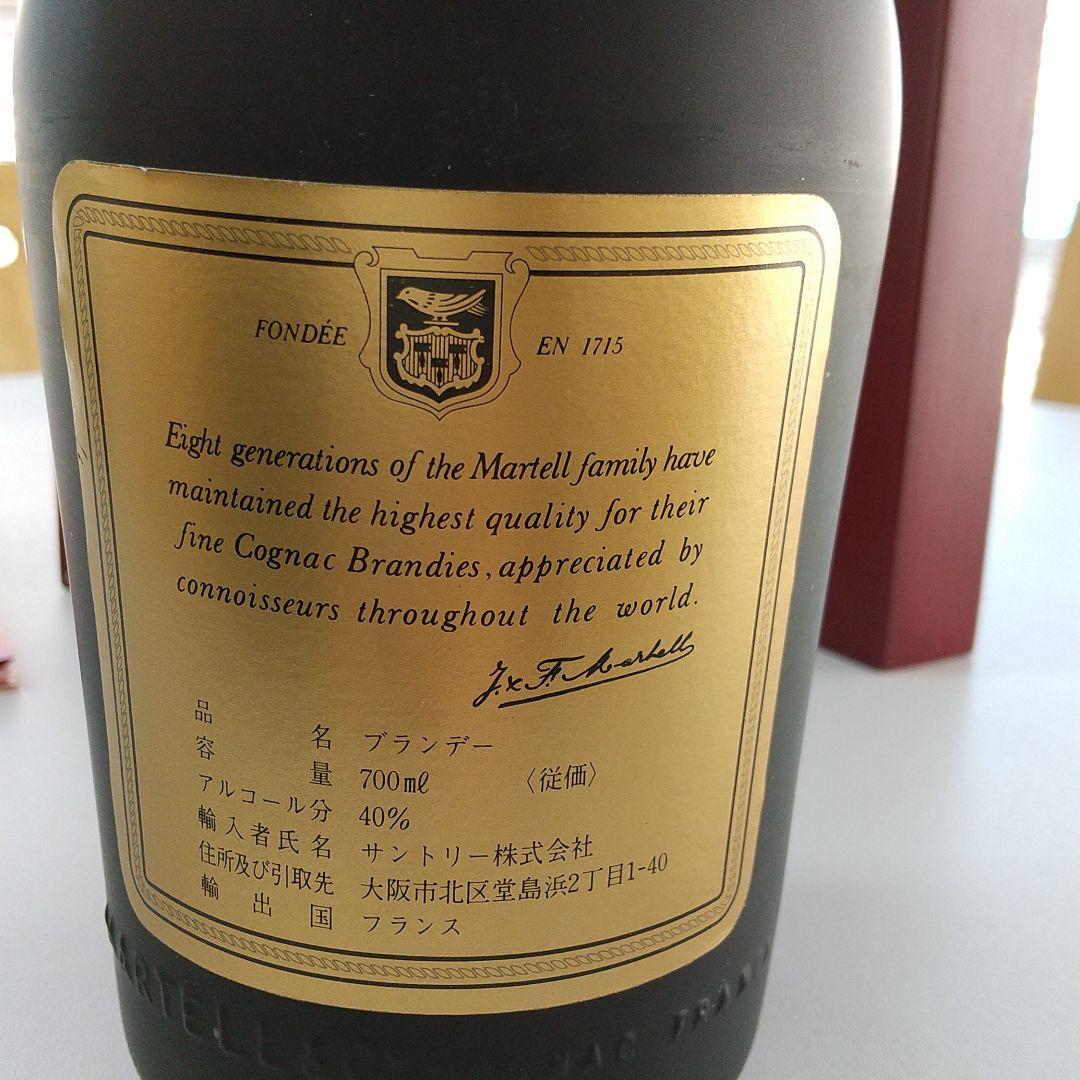 FONDÉE EN 1715
Eight generations of the Martell family have
maintained the highest quality for their
fine Cognac Brandies, appreciated by
connoisseurs throughout the world.
J. & F. Martell
品名 ブランデー
容量 700ml 〈従価〉
アルコール分 40%
輸入者氏名 サントリー株式会社
住所及び引取先 大阪市北区堂島浜2丁目1-40
輸出国 フランス
MARTELL